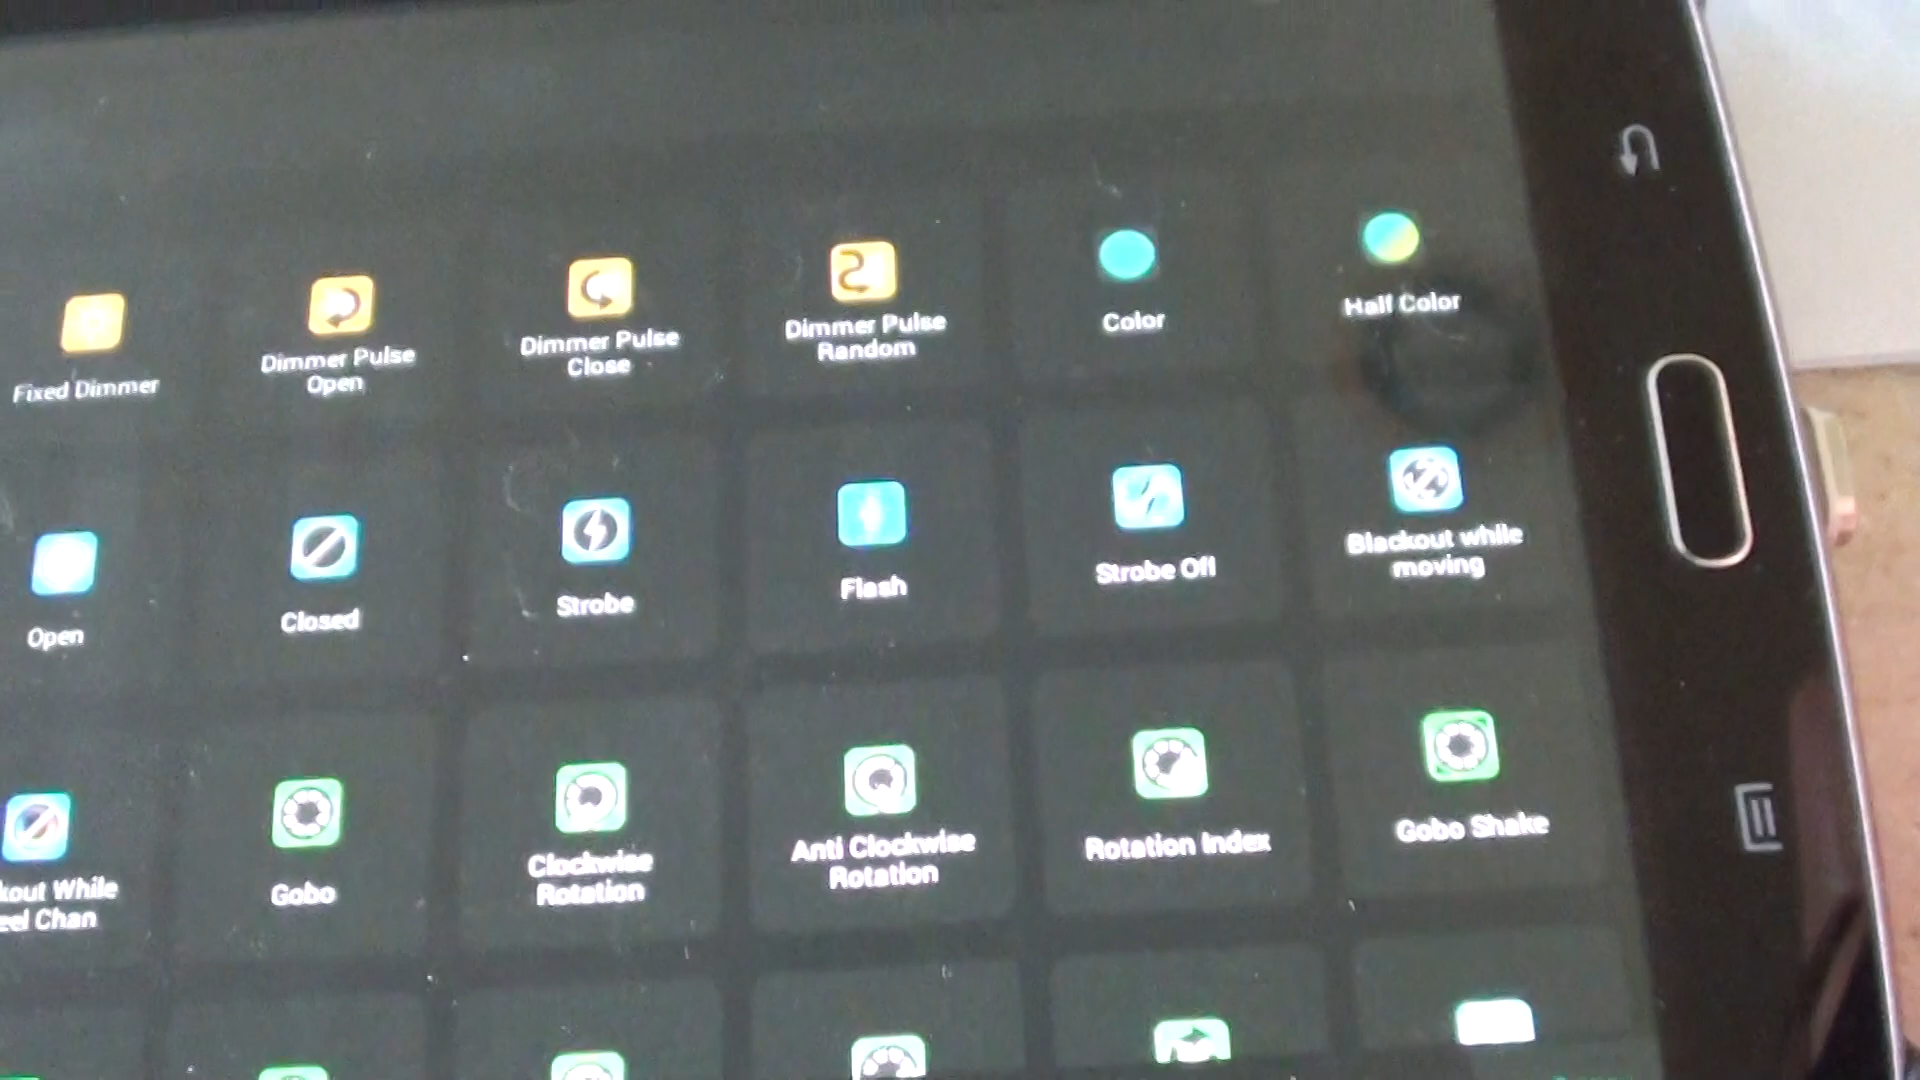 Fixed Dimmer
Dimmer Pulse
Open
Dimmer Pulse
Close
Dimmer Pulse
Random
Color
Half Color
Open
Closed
Strobe
Flash
Strobe Off
Blackout while
moving
kout While
eel Chan
Gobo
Clockwise
Rotation
Anti Clockwise
Rotation
Rotation Index
Gobo Shake